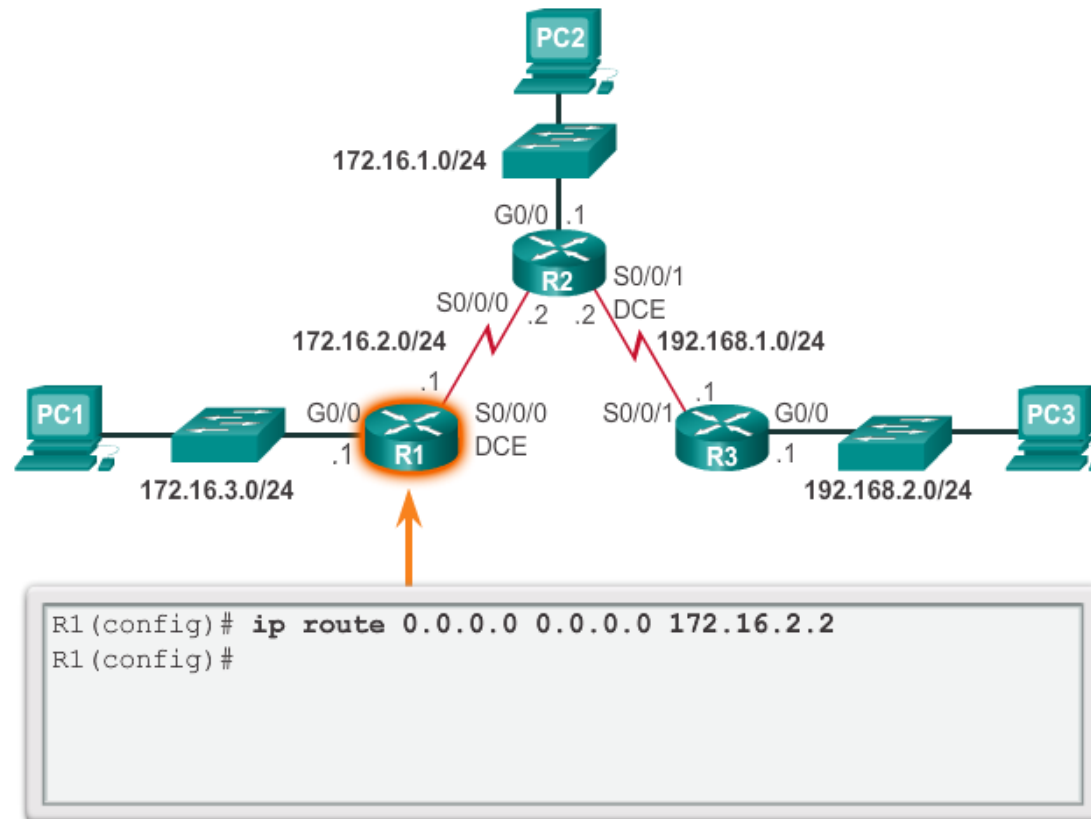 PC2
172.16.1.0/24
G0/0 .1
R2
S0/0/1
DCE
S0/0/0
.2 .2
172.16.2.0/24
192.168.1.0/24
.1
.1
PC1
G0/0
S0/0/0
DCE
.1
R1
S0/0/1
G0/0
R3
.1
PC3
172.16.3.0/24
192.168.2.0/24
R1(config)# ip route 0.0.0.0 0.0.0.0 172.16.2.2
R1(config)#